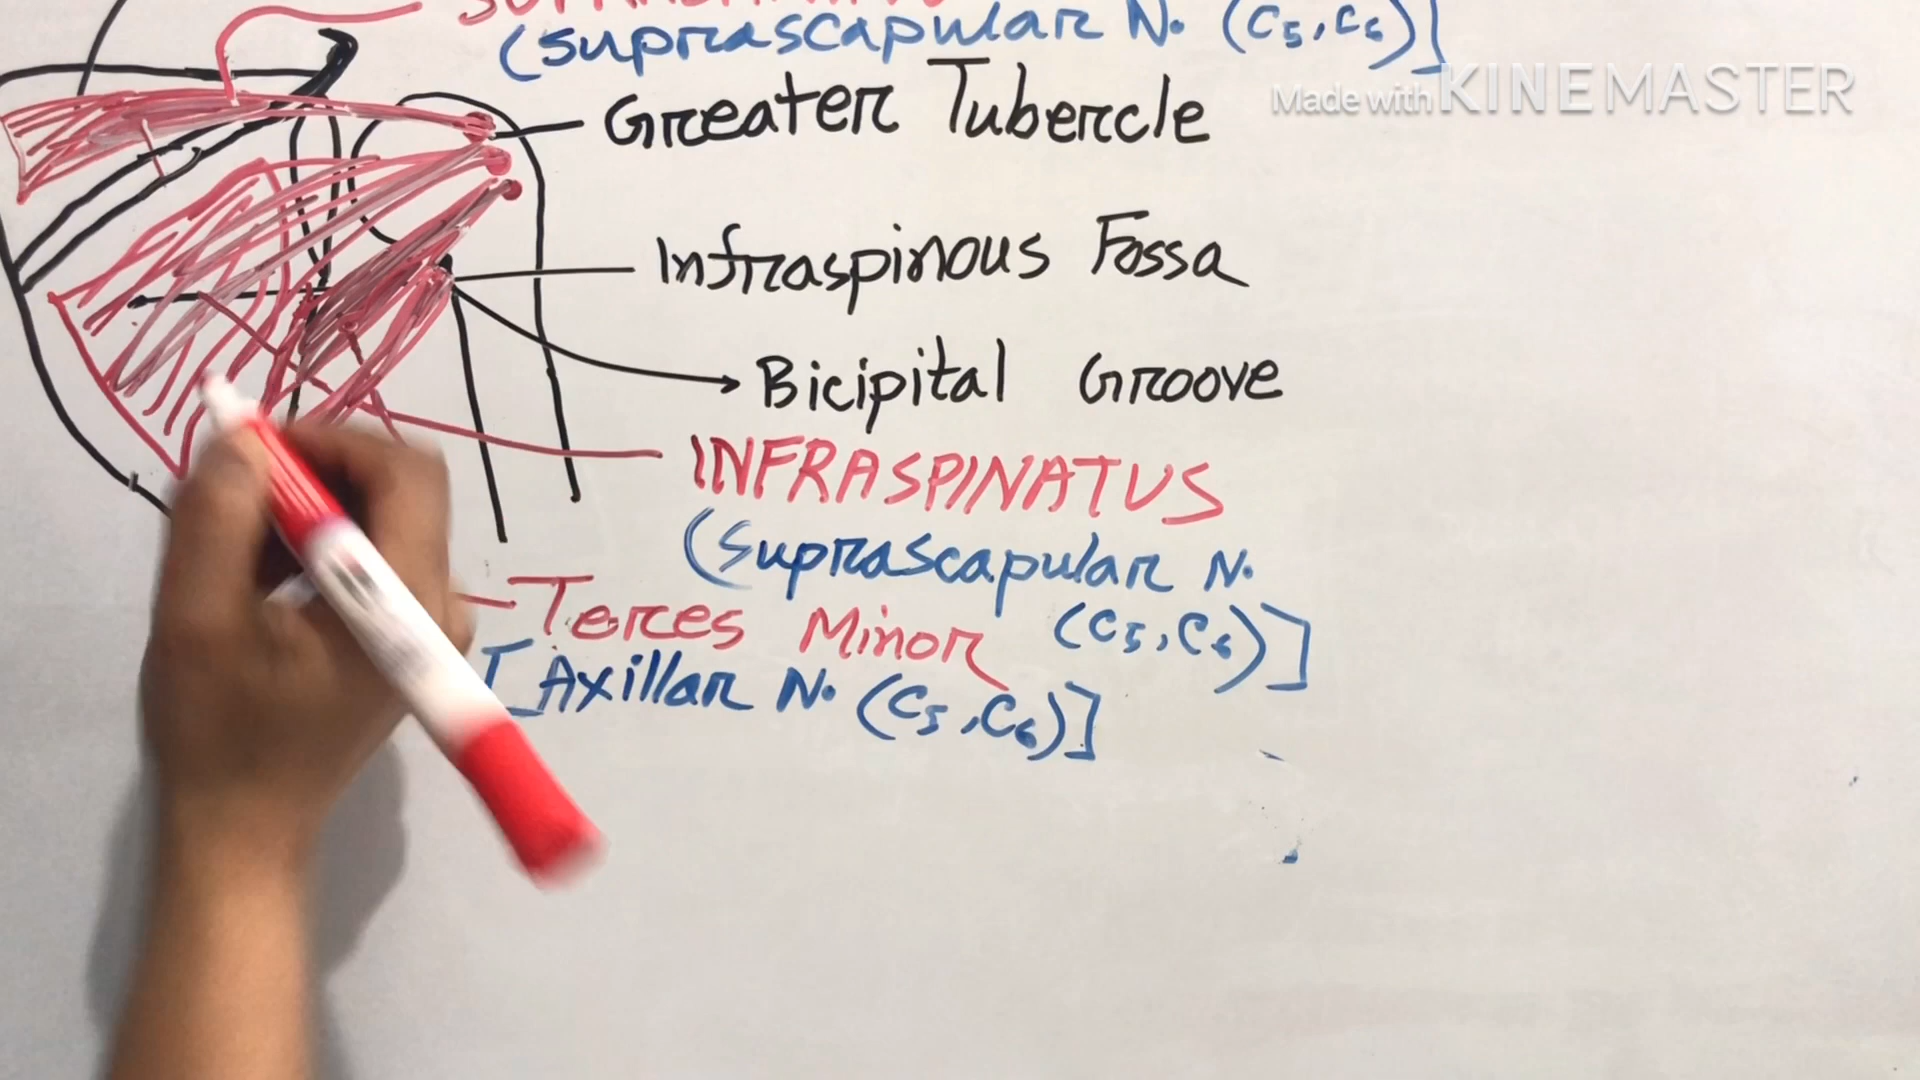 SUPRASPINATUS
(suprascapular N. (C5, C6)]
Made with KINEMASTER
Greater Tubercle
Infraspinous Fossa
Bicipital Groove
INFRASPINATUS
(Suprascapular N.
(C5, C6)]
Teres Minor
[Axillar N. (C5, C6)]